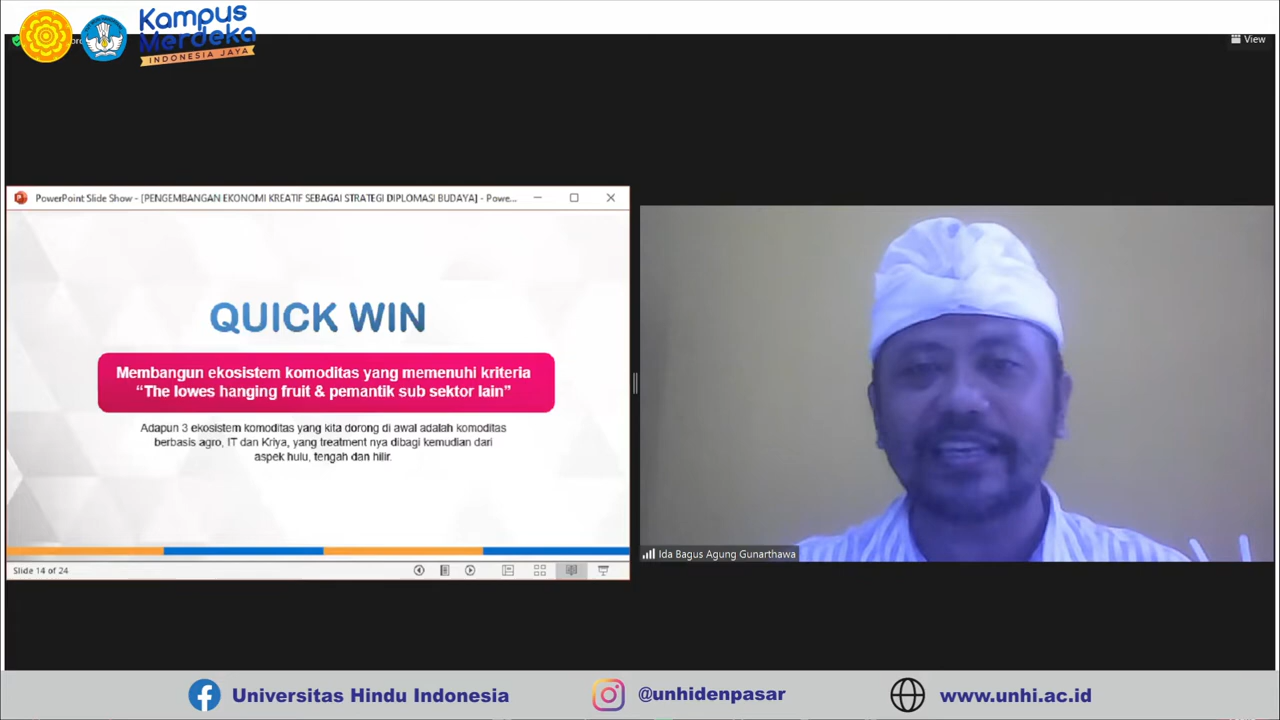 Kampus
Merdeka
INDONESIA JAYA
View
PowerPoint Slide Show - [PENGEMBANGAN EKONOMI KREATIF SEBAGAI STRATEGI DIPLOMASI BUDAYA] - Powe...
QUICK WIN
Membangun ekosistem komoditas yang memenuhi kriteria
“The lowes hanging fruit & pemantik sub sektor lain”
Adapun 3 ekosistem komoditas yang kita dorong di awal adalah komoditas
berbasis agro, IT dan Kriya, yang treatment nya dibagi kemudian dari
aspek hulu, tengah dan hilir.
Slide 14 of 24
Ida Bagus Agung Gunarthawa
Universitas Hindu Indonesia
@unhidenpasar
www.unhi.ac.id